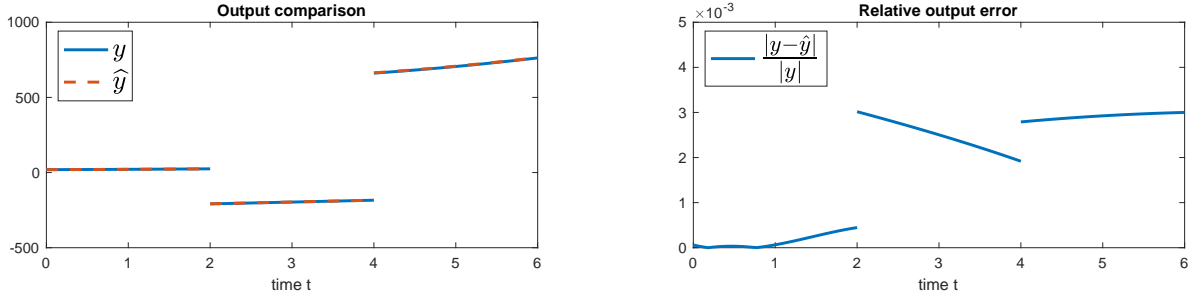 Output comparison
1000
500
0
-500
y
ŷ
0 1 2 3 4 5 6
time t
Relative output error
×10⁻³
5
4
3
2
1
0
|y−ŷ|
|y|
0 1 2 3 4 5 6
time t